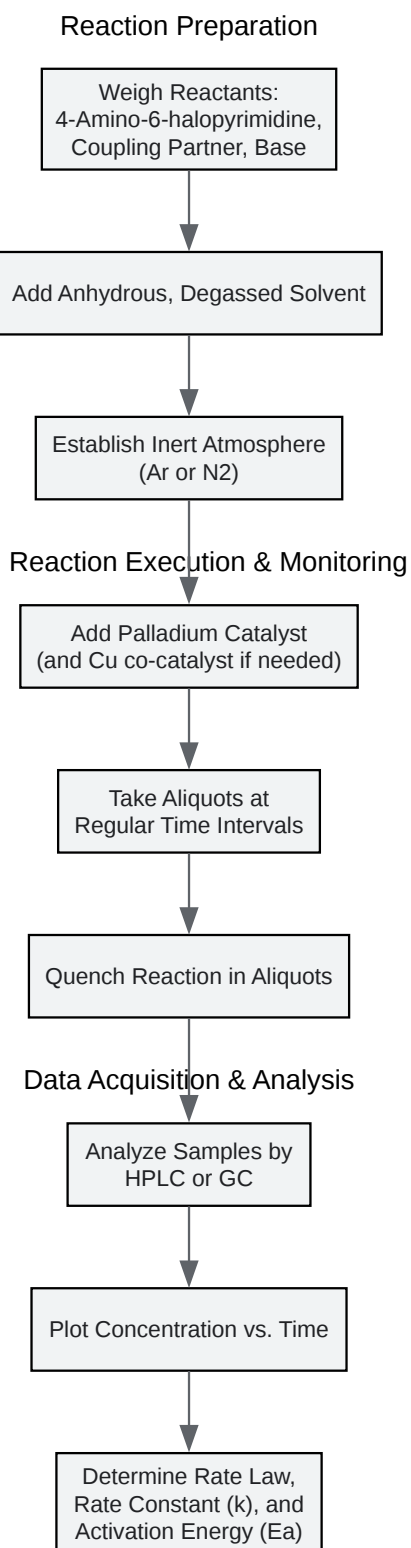 Reaction Preparation
Weigh Reactants:
4-Amino-6-halopyrimidine,
Coupling Partner, Base
Add Anhydrous, Degassed Solvent
Establish Inert Atmosphere
(Ar or N2)
Reaction Execution & Monitoring
Add Palladium Catalyst
(and Cu co-catalyst if needed)
Take Aliquots at
Regular Time Intervals
Quench Reaction in Aliquots
Data Acquisition & Analysis
Analyze Samples by
HPLC or GC
Plot Concentration vs. Time
Determine Rate Law,
Rate Constant (k), and
Activation Energy (Ea)